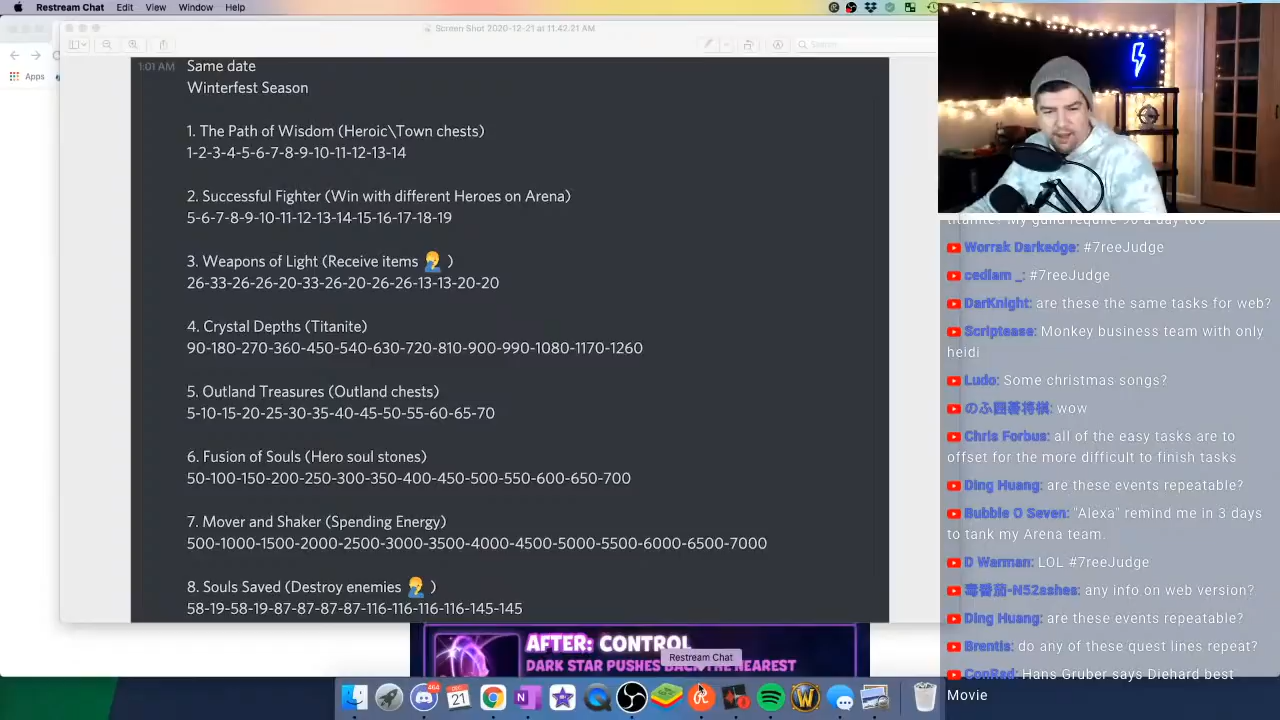 Restream Chat Edit View Window Help
Screen Shot 2020-12-21 at 11.42.21 AM
Search
Apps
1:01 AM Same date
Winterfest Season
1. The Path of Wisdom (Heroic\Town chests)
1-2-3-4-5-6-7-8-9-10-11-12-13-14
2. Successful Fighter (Win with different Heroes on Arena)
5-6-7-8-9-10-11-12-13-14-15-16-17-18-19
3. Weapons of Light (Receive items 🤦 )
26-33-26-26-20-33-26-20-26-26-13-13-20-20
4. Crystal Depths (Titanite)
90-180-270-360-450-540-630-720-810-900-990-1080-1170-1260
5. Outland Treasures (Outland chests)
5-10-15-20-25-30-35-40-45-50-55-60-65-70
6. Fusion of Souls (Hero soul stones)
50-100-150-200-250-300-350-400-450-500-550-600-650-700
7. Mover and Shaker (Spending Energy)
500-1000-1500-2000-2500-3000-3500-4000-4500-5000-5500-6000-6500-7000
8. Souls Saved (Destroy enemies 🤦 )
58-19-58-19-87-87-87-87-116-116-116-116-145-145
AFTER: CONTROL
DARK STAR PUSHES BACK THE NEAREST
Restream Chat
464
DEC
21
Worrak Darkedge: #7reeJudge
cediam _: #7reeJudge
DarKnight: are these the same tasks for web?
Scriptease: Monkey business team with only
heidi
Ludo: Some christmas songs?
wow
Chris Forbus: all of the easy tasks are to
offset for the more difficult to finish tasks
Ding Huang: are these events repeatable?
Bubble O Seven: "Alexa" remind me in 3 days
to tank my Arena team.
D Warman: LOL #7reeJudge
毒番茄-N52ashes: any info on web version?
Ding Huang: are these events repeatable?
Brentis: do any of these quest lines repeat?
ConRad: Hans Gruber says Diehard best
Movie